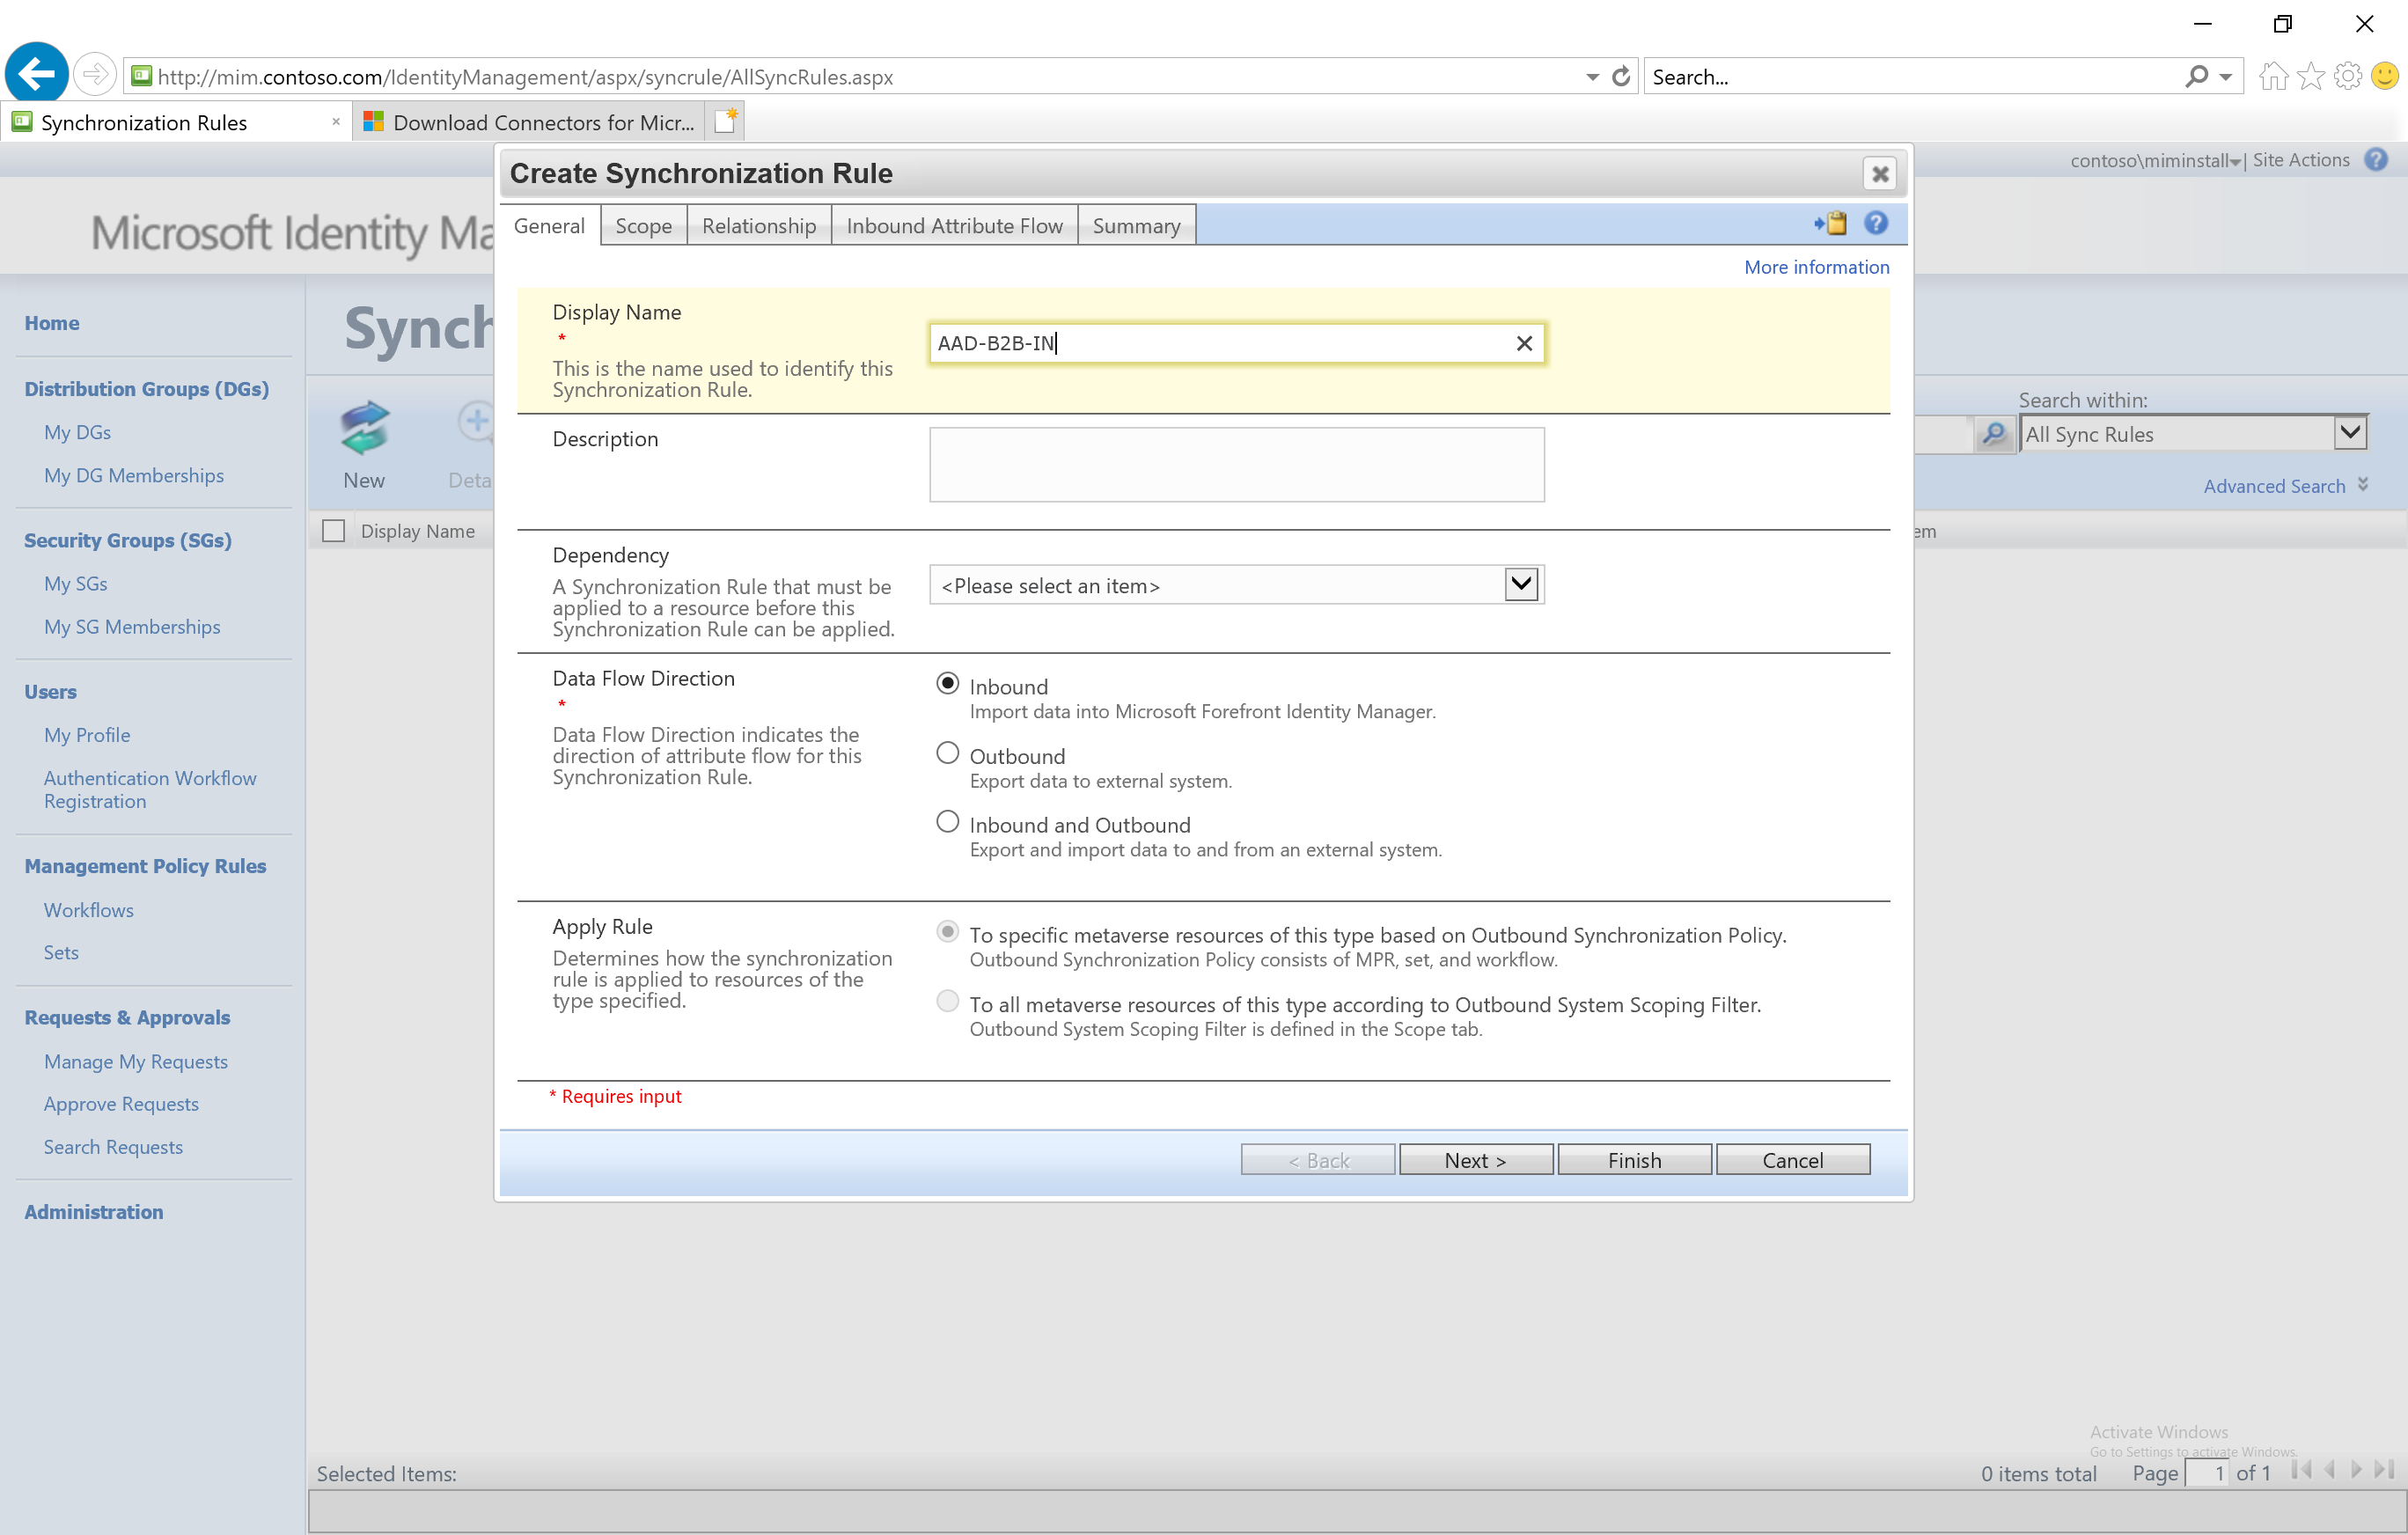 http://mim.contoso.com/IdentityManagement/aspx/syncrule/AllSyncRules.aspx
Search...
Synchronization Rules
Download Connectors for Micr...
contoso\miminstall
Site Actions
Microsoft Identity Ma
Create Synchronization Rule
General
Scope
Relationship
Inbound Attribute Flow
Summary
More information
Home
Distribution Groups (DGs)
My DGs
My DG Memberships
Security Groups (SGs)
My SGs
My SG Memberships
Users
My Profile
Authentication Workflow
Registration
Management Policy Rules
Workflows
Sets
Requests & Approvals
Manage My Requests
Approve Requests
Search Requests
Administration
Synch
New
Deta
Display Name
Search within:
All Sync Rules
Advanced Search
em
Display Name
*
This is the name used to identify this
Synchronization Rule.
AAD-B2B-IN
Description
Dependency
A Synchronization Rule that must be
applied to a resource before this
Synchronization Rule can be applied.
<Please select an item>
Data Flow Direction
*
Data Flow Direction indicates the
direction of attribute flow for this
Synchronization Rule.
Inbound
Import data into Microsoft Forefront Identity Manager.
Outbound
Export data to external system.
Inbound and Outbound
Export and import data to and from an external system.
Apply Rule
Determines how the synchronization
rule is applied to resources of the
type specified.
To specific metaverse resources of this type based on Outbound Synchronization Policy.
Outbound Synchronization Policy consists of MPR, set, and workflow.
To all metaverse resources of this type according to Outbound System Scoping Filter.
Outbound System Scoping Filter is defined in the Scope tab.
* Requires input
< Back
Next >
Finish
Cancel
Activate Windows
Go to Settings to activate Windows.
Selected Items:
0 items total
Page 1 of 1